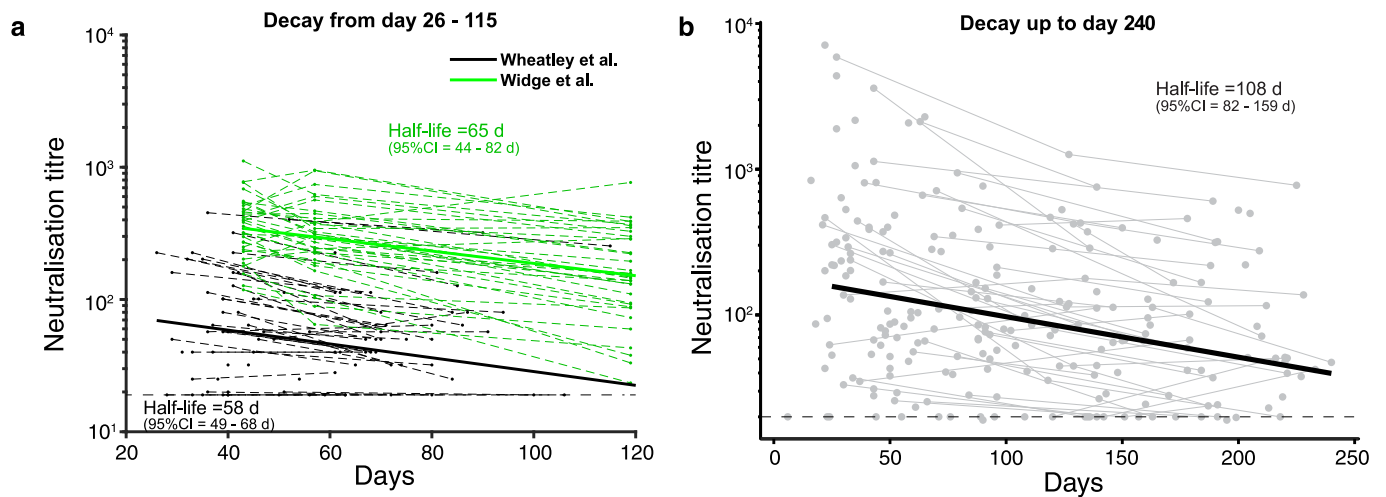 a
Decay from day 26 - 115
Wheatley et al.
Widge et al.
Half-life =65 d
(95%CI = 44 - 82 d)
Half-life =58 d
(95%CI = 49 - 68 d)
Neutralisation titre
10^4
10^3
10^2
10^1
20 40 60 80 100 120
Days
b
Decay up to day 240
Half-life =108 d
(95%CI = 82 - 159 d)
Neutralisation titre
10^4
10^3
10^2
0 50 100 150 200 250
Days